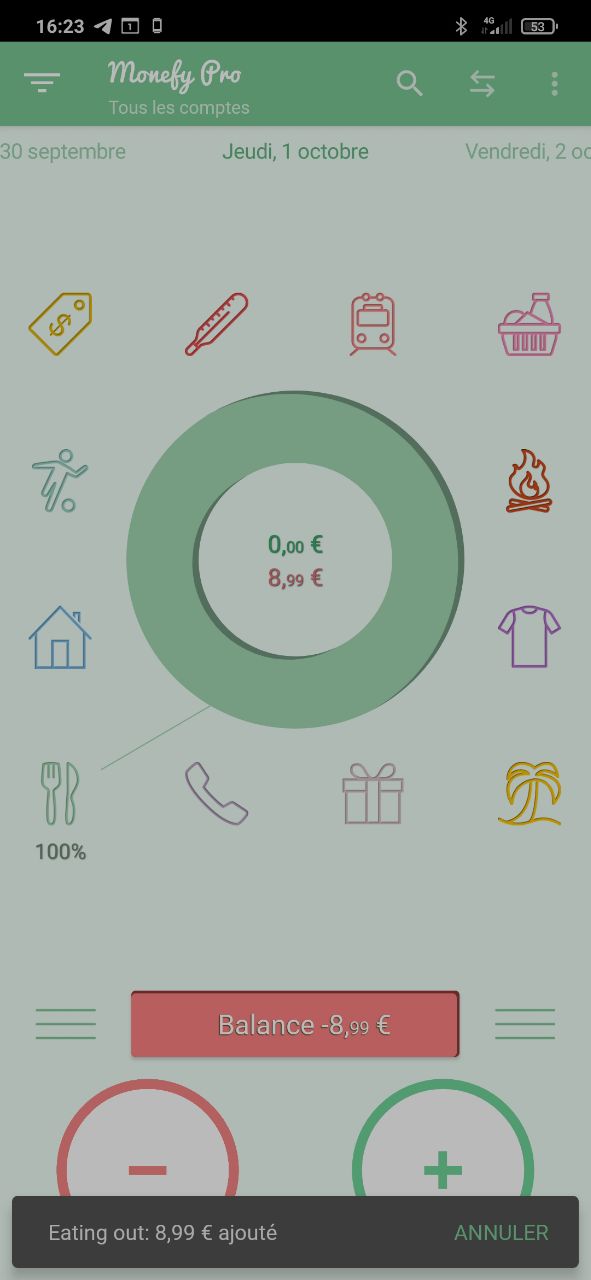 16:23 1 4G 53
Monefy Pro
Tous les comptes
30 septembre Jeudi, 1 octobre Vendredi, 2 oc
$
0,00 €
8,99 €
100%
Balance -8,99 €
Eating out: 8,99 € ajouté ANNULER